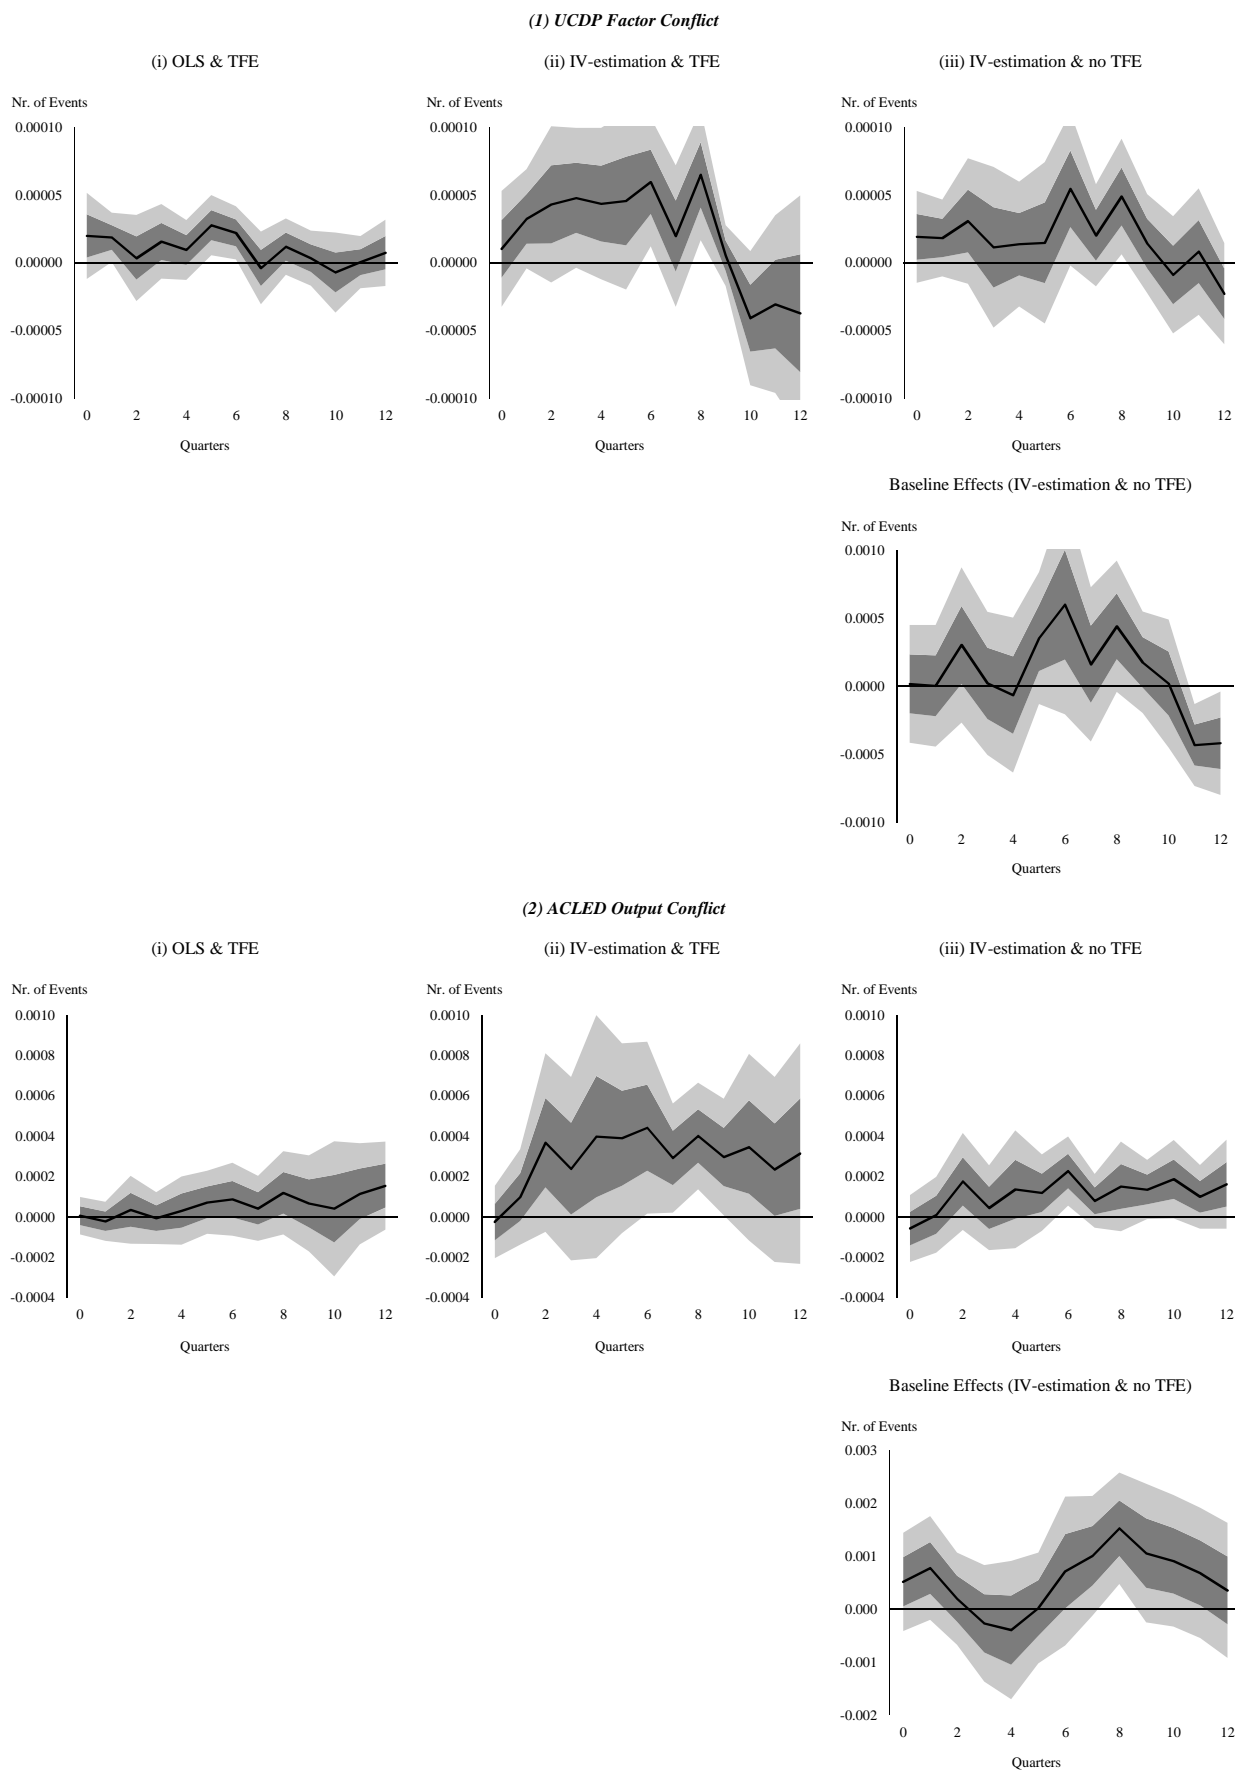 (1) UCDP Factor Conflict
(i) OLS & TFE
(ii) IV-estimation & TFE
(iii) IV-estimation & no TFE
Nr. of Events
0.00010
0.00005
0.00000
-0.00005
-0.00010
0 2 4 6 8 10 12
Quarters
Nr. of Events
0.00010
0.00005
0.00000
-0.00005
-0.00010
0 2 4 6 8 10 12
Quarters
Nr. of Events
0.00010
0.00005
0.00000
-0.00005
-0.00010
0 2 4 6 8 10 12
Quarters
Baseline Effects (IV-estimation & no TFE)
Nr. of Events
0.0010
0.0005
0.0000
-0.0005
-0.0010
0 2 4 6 8 10 12
Quarters
(2) ACLED Output Conflict
(i) OLS & TFE
(ii) IV-estimation & TFE
(iii) IV-estimation & no TFE
Nr. of Events
0.0010
0.0008
0.0006
0.0004
0.0002
0.0000
-0.0002
-0.0004
0 2 4 6 8 10 12
Quarters
Nr. of Events
0.0010
0.0008
0.0006
0.0004
0.0002
0.0000
-0.0002
-0.0004
0 2 4 6 8 10 12
Quarters
Nr. of Events
0.0010
0.0008
0.0006
0.0004
0.0002
0.0000
-0.0002
-0.0004
0 2 4 6 8 10 12
Quarters
Baseline Effects (IV-estimation & no TFE)
Nr. of Events
0.003
0.002
0.001
0.000
-0.001
-0.002
0 2 4 6 8 10 12
Quarters